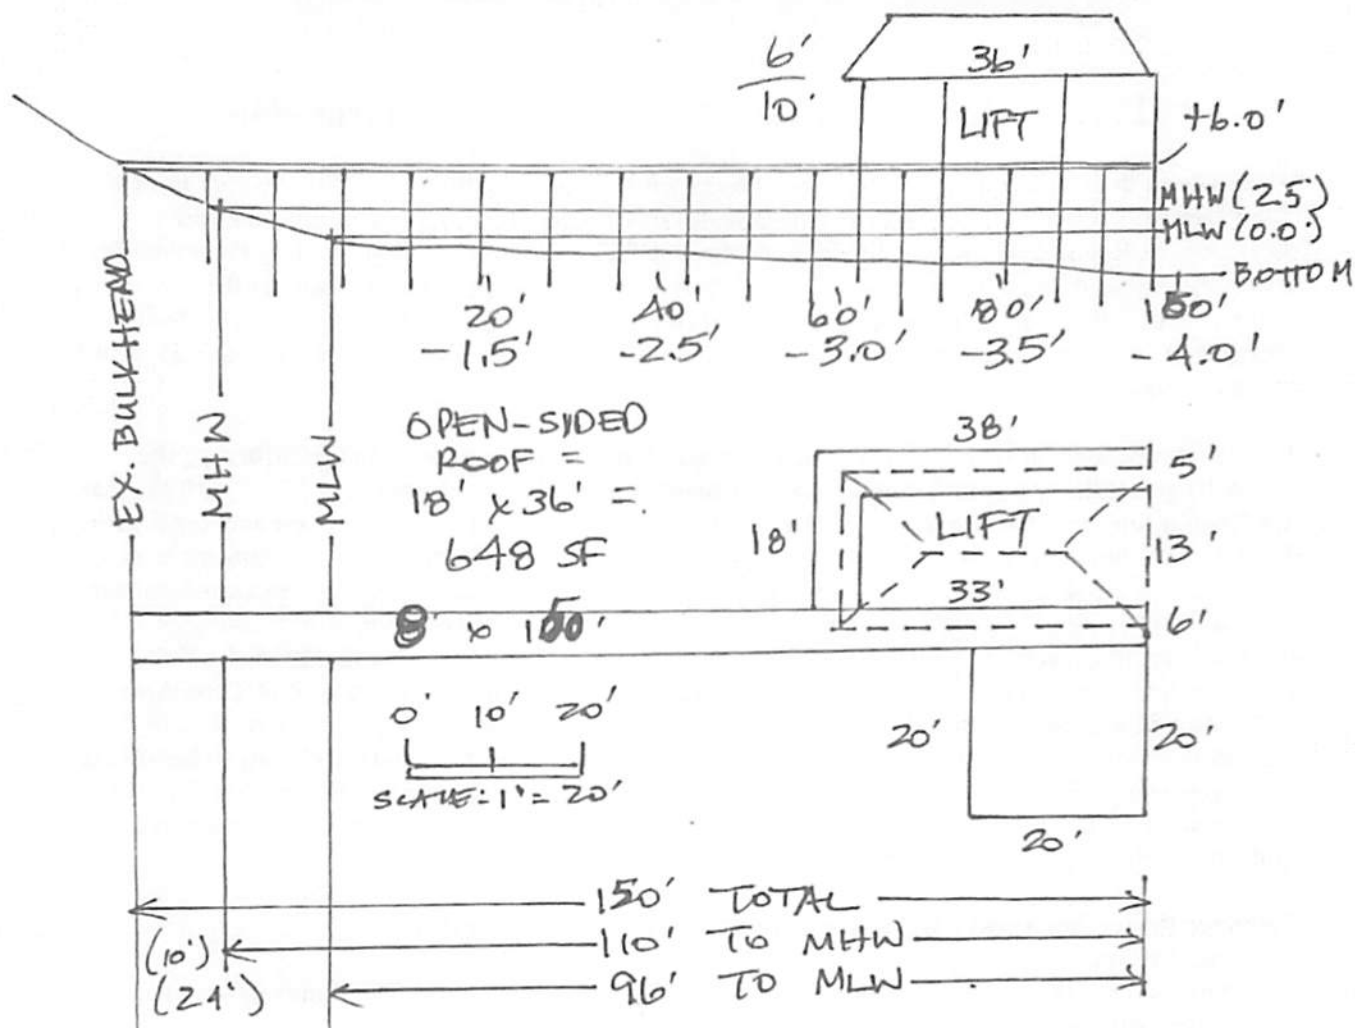 6'
10'
36'
LIFT
+6.0'
MHW (2.5')
MLW (0.0')
BOTTOM
20' 40' 60' 80' 150'
-1.5' -2.5' -3.0' -3.5' -4.0'
EX. BULKHEAD
MHW
MLW
OPEN-SIDED
ROOF =
18' x 36' =
648 SF
38'
5'
18'
LIFT
13'
33'
6'
8' x 150'
0' 10' 20'
SCALE: 1" = 20'
20'
20'
20'
150' TOTAL
(10') 110' TO MHW
(24') 96' TO MLW